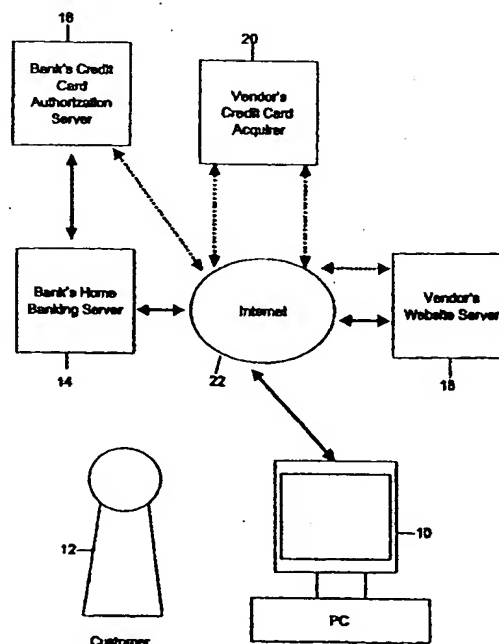 18
Bank's Credit
Card
Authorization
Server
20
Vendor's
Credit Card
Acquirer
Bank's Home
Banking Server
14
Internet
22
Vendor's
Website Server
18
12
Customer
10
PC